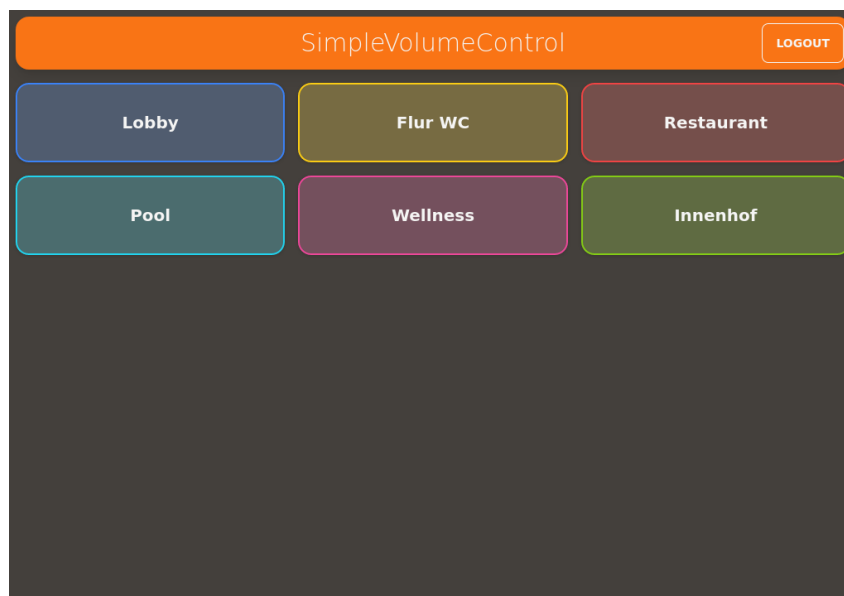 SimpleVolumeControl
LOGOUT
Lobby
Flur WC
Restaurant
Pool
Wellness
Innenhof